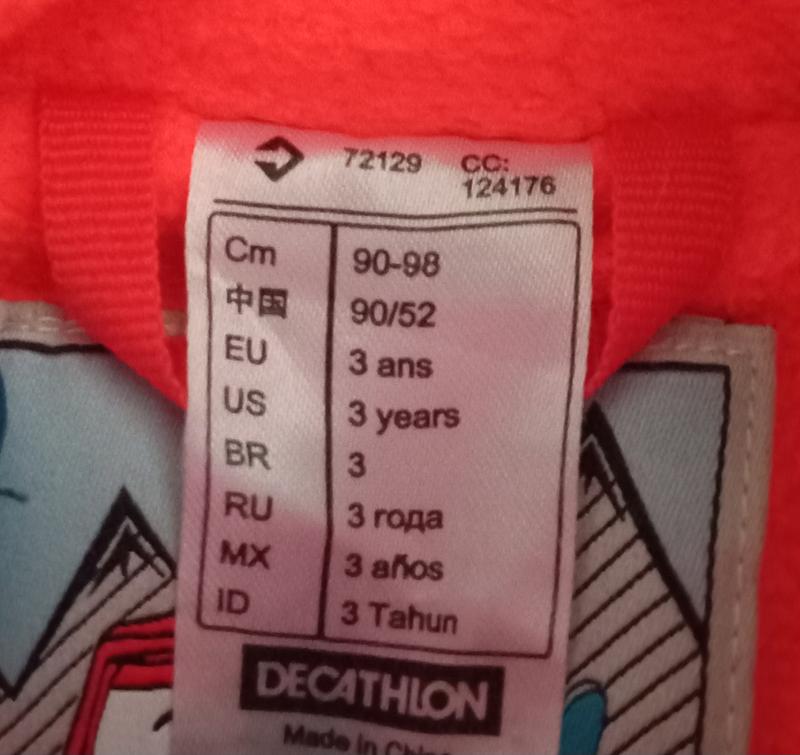 72129 CC:
124176
Cm 90-98
中国 90/52
EU 3 ans
US 3 years
BR 3
RU 3 года
MX 3 años
ID 3 Tahun
DECATHLON
Made in China